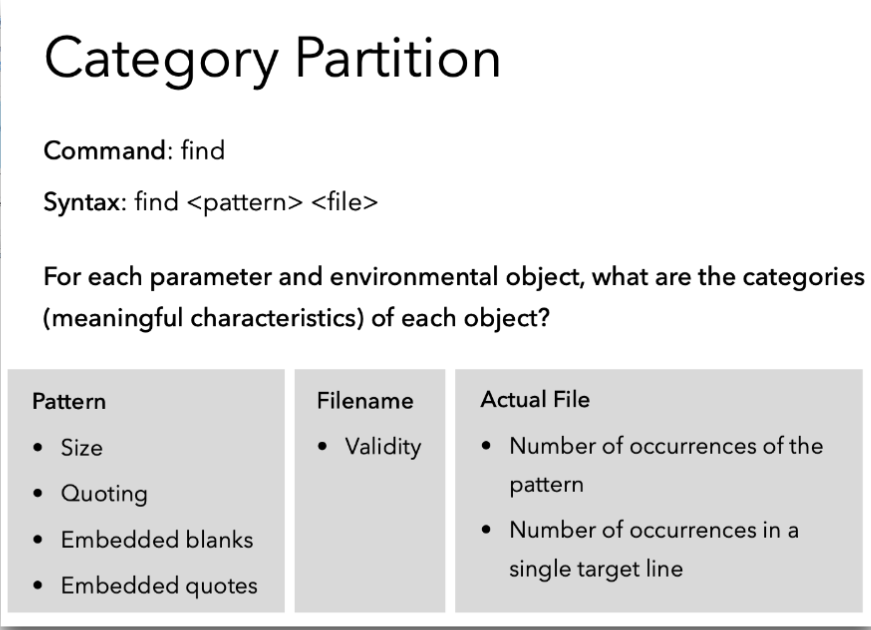 Category Partition
Command: find
Syntax: find <pattern> <file>
For each parameter and environmental object, what are the categories
(meaningful characteristics) of each object?
Pattern
• Size
• Quoting
• Embedded blanks
• Embedded quotes
Filename
• Validity
Actual File
• Number of occurrences of the
pattern
• Number of occurrences in a
single target line